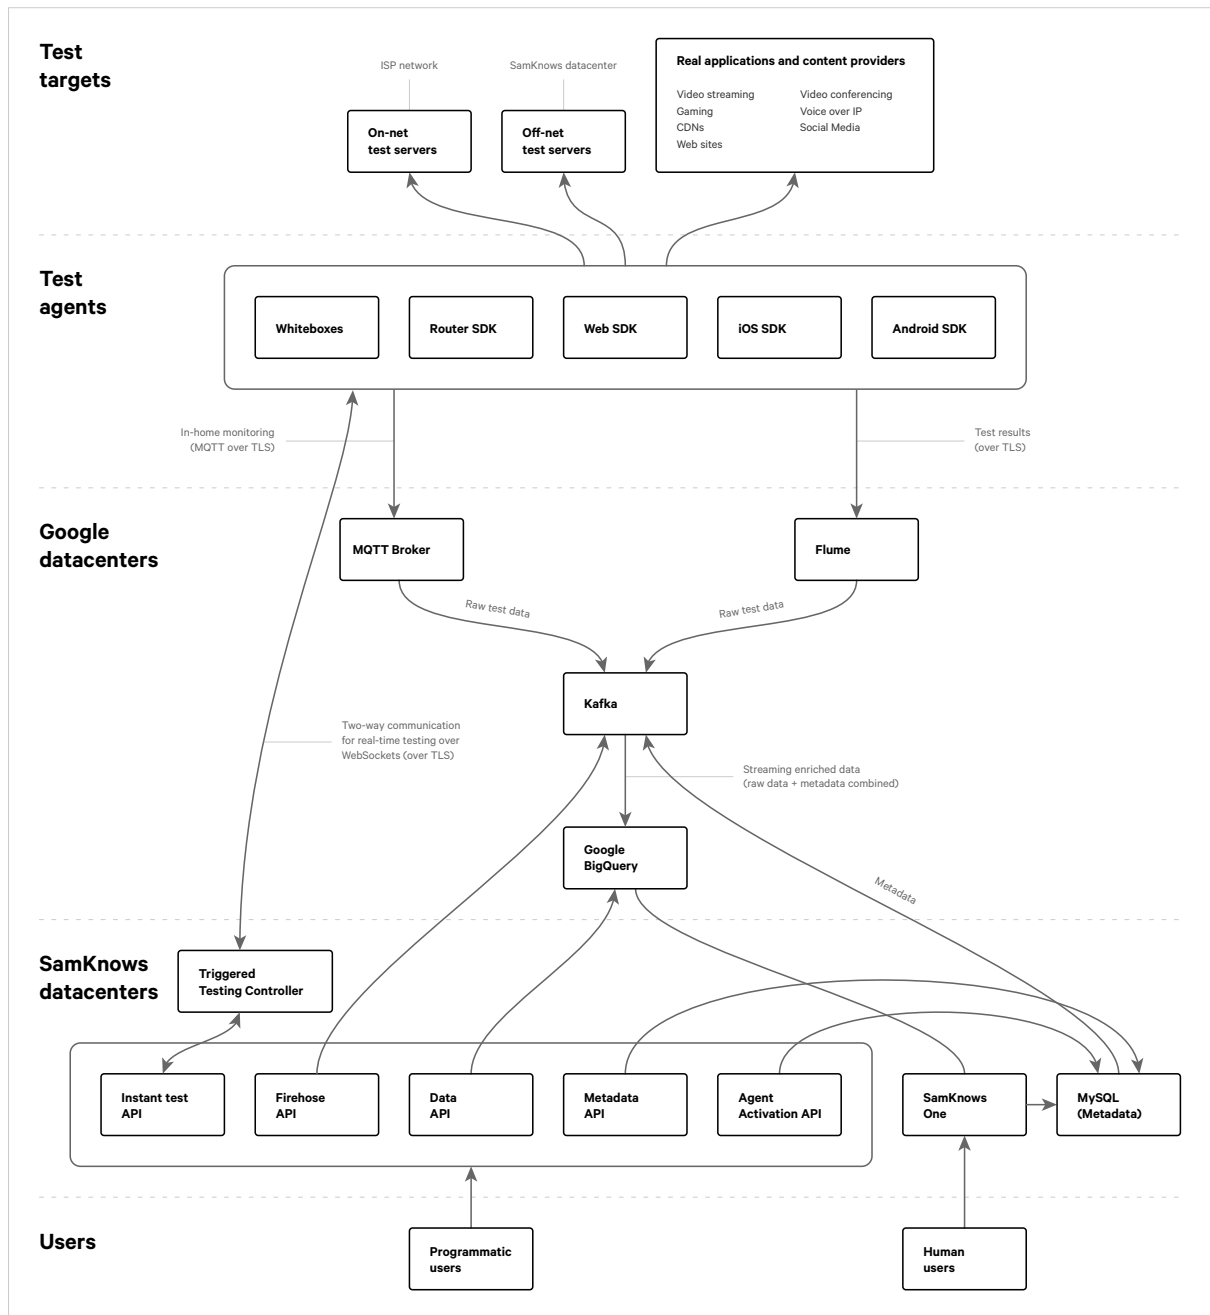 Test
targets
ISP network
SamKnows datacenter
On-net
test servers
Off-net
test servers
Real applications and content providers
Video streaming
Gaming
CDNs
Web sites
Video conferencing
Voice over IP
Social Media
Test
agents
Whiteboxes
Router SDK
Web SDK
iOS SDK
Android SDK
In-home monitoring
(MQTT over TLS)
Test results
(over TLS)
Google
datacenters
MQTT Broker
Flume
Raw test data
Raw test data
Kafka
Two-way communication
for real-time testing over
WebSockets (over TLS)
Streaming enriched data
(raw data + metadata combined)
Google
BigQuery
Metadata
SamKnows
datacenters
Triggered
Testing Controller
Instant test
API
Firehose
API
Data
API
Metadata
API
Agent
Activation API
SamKnows
One
MySQL
(Metadata)
Users
Programmatic
users
Human
users